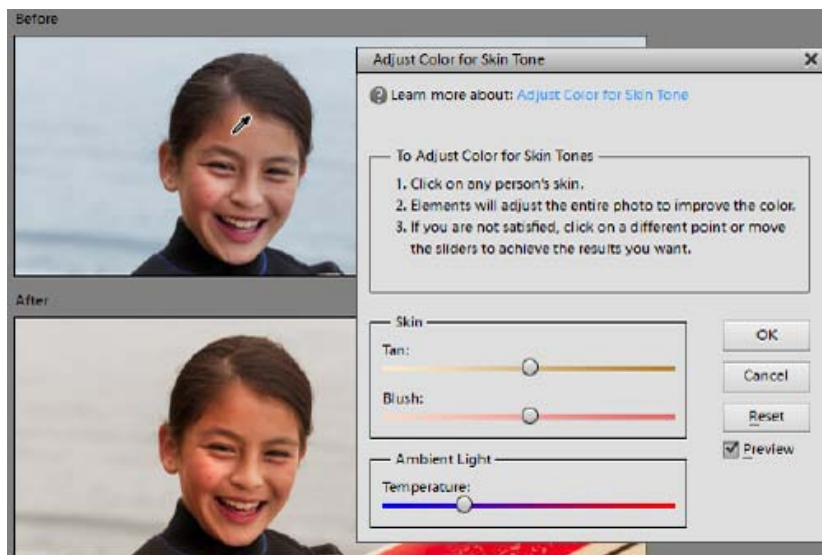 Before
Adjust Color for Skin Tone
Learn more about: Adjust Color for Skin Tone
To Adjust Color for Skin Tones
1. Click on any person's skin.
2. Elements will adjust the entire photo to improve the color.
3. If you are not satisfied, click on a different point or move
the sliders to achieve the results you want.
After
Skin
Tan:
Blush:
OK
Cancel
Reset
Preview
Ambient Light
Temperature: